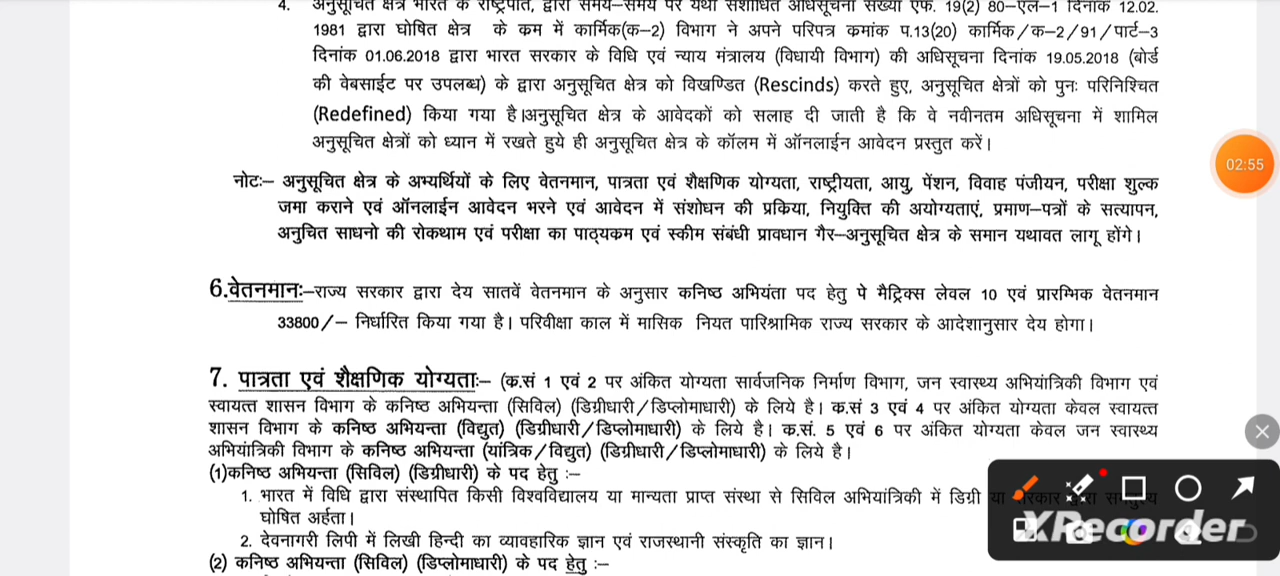 4. अनुसूचित क्षेत्र भारत के राष्ट्रपति, द्वारा समय–समय पर यथा संशोधित अधिसूचना संख्या एफ. 19(2) 80–एल–1 दिनांक 12.02.
1981 द्वारा घोषित क्षेत्र के क्रम में कार्मिक(क–2) विभाग ने अपने परिपत्र कमांक प.13(20) कार्मिक/क–2/91/पार्ट–3
दिनांक 01.06.2018 द्वारा भारत सरकार के विधि एवं न्याय मंत्रालय (विधायी विभाग) की अधिसूचना दिनांक 19.05.2018 (बोर्ड
की वेबसाईट पर उपलब्ध) के द्वारा अनुसूचित क्षेत्र को विखण्डित (Rescinds) करते हुए, अनुसूचित क्षेत्रों को पुनः परिनिश्चित
(Redefined) किया गया है।अनुसूचित क्षेत्र के आवेदकों को सलाह दी जाती है कि वे नवीनतम अधिसूचना में शामिल
अनुसूचित क्षेत्रों को ध्यान में रखते हुये ही अनुसूचित क्षेत्र के कॉलम में ऑनलाईन आवेदन प्रस्तुत करें।
02:55
नोटः– अनुसूचित क्षेत्र के अभ्यर्थियों के लिए वेतनमान, पात्रता एवं शैक्षणिक योग्यता, राष्ट्रीयता, आयु, पेंशन, विवाह पंजीयन, परीक्षा शुल्क
जमा कराने एवं ऑनलाईन आवेदन भरने एवं आवेदन में संशोधन की प्रकिया, नियुक्ति की अयोग्यताएं, प्रमाण–पत्रों के सत्यापन,
अनुचित साधनो की रोकथाम एवं परीक्षा का पाठ्यकम एवं स्कीम संबंधी प्रावधान गैर–अनुसूचित क्षेत्र के समान यथावत लागू होंगे।
6.वेतनमानः–राज्य सरकार द्वारा देय सातवें वेतनमान के अनुसार कनिष्ठ अभियंता पद हेतु पे मैट्रिक्स लेवल 10 एवं प्रारम्भिक वेतनमान
33800/– निर्धारित किया गया है। परिवीक्षा काल में मासिक नियत पारिश्रामिक राज्य सरकार के आदेशानुसार देय होगा।
7. पात्रता एवं शैक्षणिक योग्यताः– (क.सं 1 एवं 2 पर अंकित योग्यता सार्वजनिक निर्माण विभाग, जन स्वास्थ्य अभियांत्रिकी विभाग एवं
स्वायत्त शासन विभाग के कनिष्ठ अभियन्ता (सिविल) (डिग्रीधारी/डिप्लोमाधारी) के लिये है। क.सं 3 एवं 4 पर अंकित योग्यता केवल स्वायत्त
शासन विभाग के कनिष्ठ अभियन्ता (विद्युत) (डिग्रीधारी/डिप्लोमाधारी) के लिये है। क.सं. 5 एवं 6 पर अंकित योग्यता केवल जन स्वास्थ्य
अभियांत्रिकी विभाग के कनिष्ठ अभियन्ता (यांत्रिक/विद्युत) (डिग्रीधारी/डिप्लोमाधारी) के लिये है।
(1)कनिष्ठ अभियन्ता (सिविल) (डिग्रीधारी) के पद हेतु :–
1. भारत में विधि द्वारा संस्थापित किसी विश्वविद्यालय या मान्यता प्राप्त संस्था से सिविल अभियांत्रिकी में डिग्री या सरकार द्वारा समतुल्य
घोषित अर्हता।
XRecorder
2. देवनागरी लिपी में लिखी हिन्दी का व्यावहारिक ज्ञान एवं राजस्थानी संस्कृति का ज्ञान।
(2) कनिष्ठ अभियन्ता (सिविल) (डिप्लोमाधारी) के पद हेतु :–